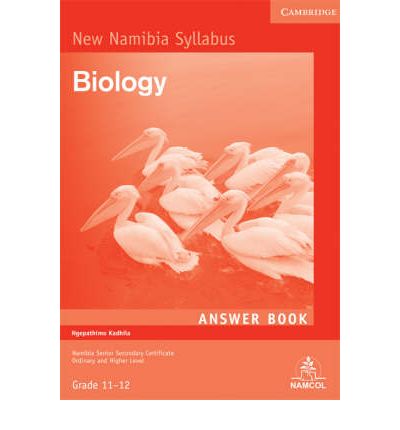 CAMBRIDGE
New Namibia Syllabus
Biology
ANSWER BOOK
Ngepathimo Kadhila
Namibia Senior Secondary Certificate
Ordinary and Higher Level
Grade 11–12
NAMCOL